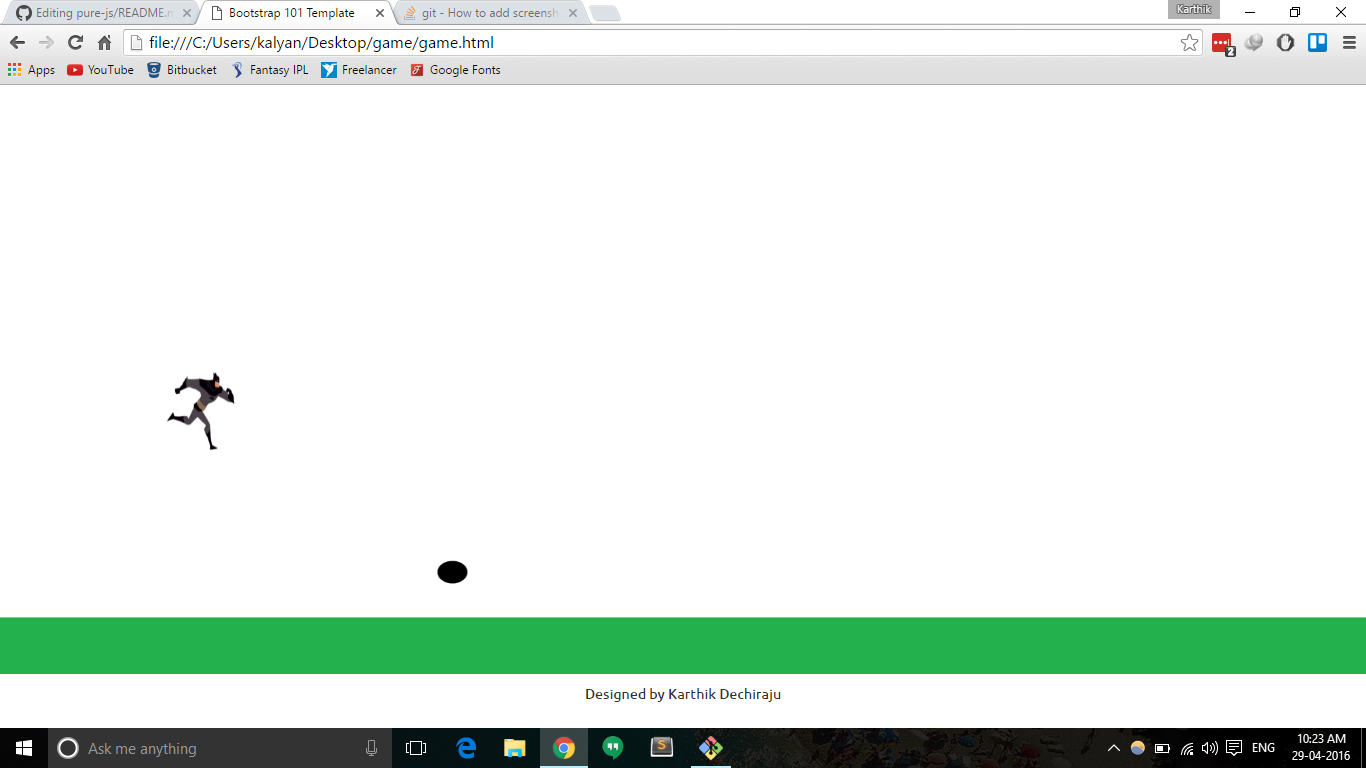 Editing pure-js/README.m
Bootstrap 101 Template
git - How to add screensh
Karthik
file:///C:/Users/kalyan/Desktop/game/game.html
2
Apps
YouTube
Bitbucket
Fantasy IPL
Freelancer
Google Fonts
Designed by Karthik Dechiraju
Ask me anything
ENG
10:23 AM
29-04-2016